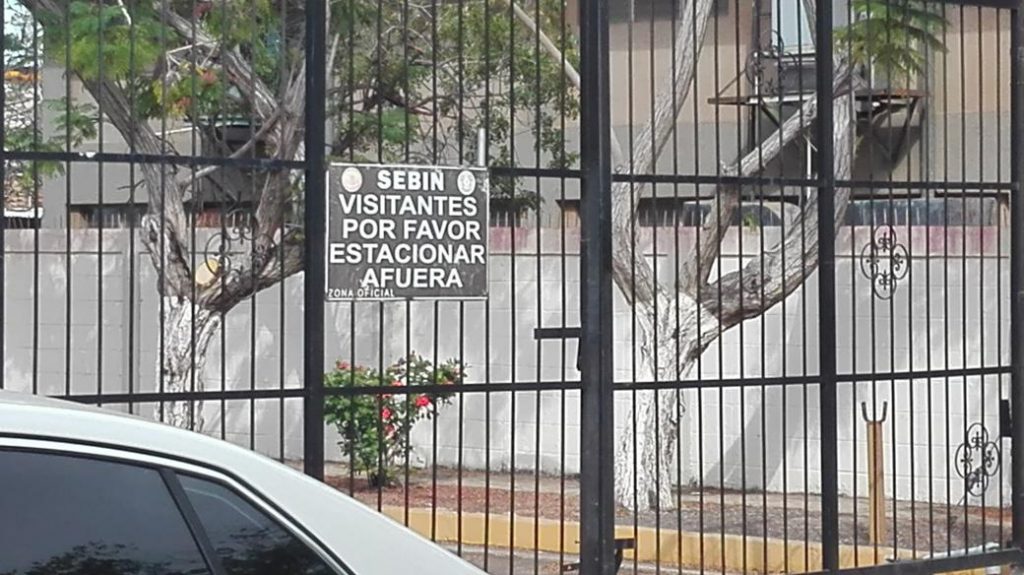 SEBIN
VISITANTES
POR FAVOR
ESTACIONAR
AFUERA
ZONA OFICIAL